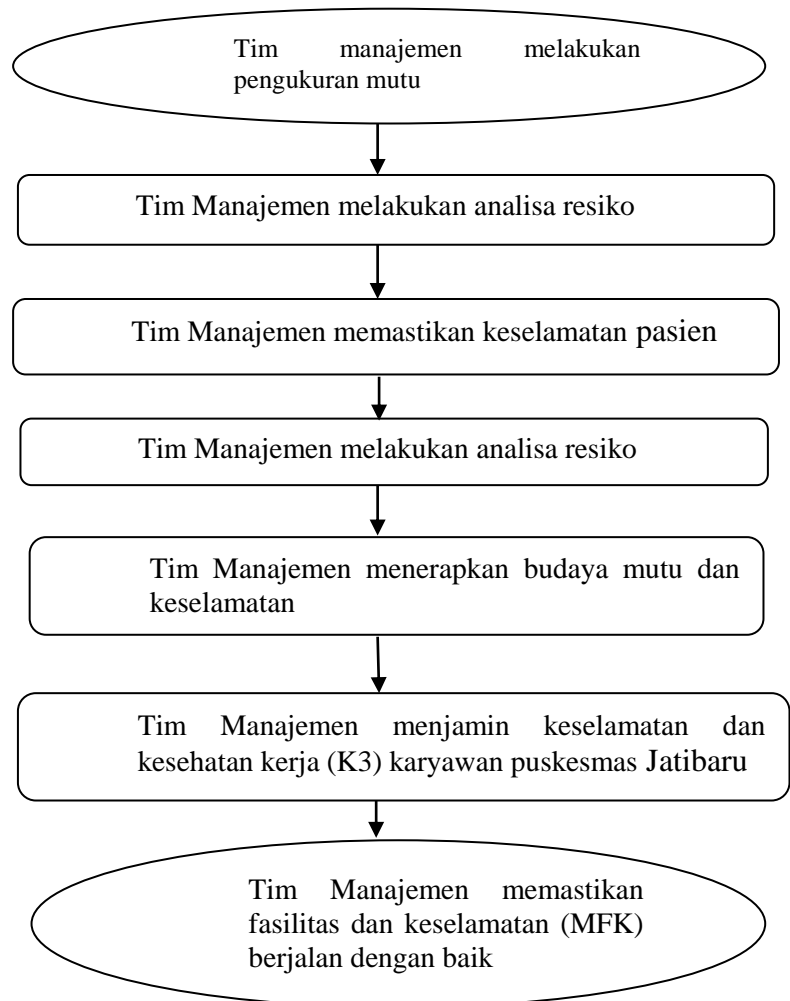 Tim manajemen melakukan
pengukuran mutu
Tim Manajemen melakukan analisa resiko
Tim Manajemen memastikan keselamatan pasien
Tim Manajemen melakukan analisa resiko
Tim Manajemen menerapkan budaya mutu dan
keselamatan
Tim Manajemen menjamin keselamatan dan
kesehatan kerja (K3) karyawan puskesmas Jatibaru
Tim Manajemen memastikan
fasilitas dan keselamatan (MFK)
berjalan dengan baik